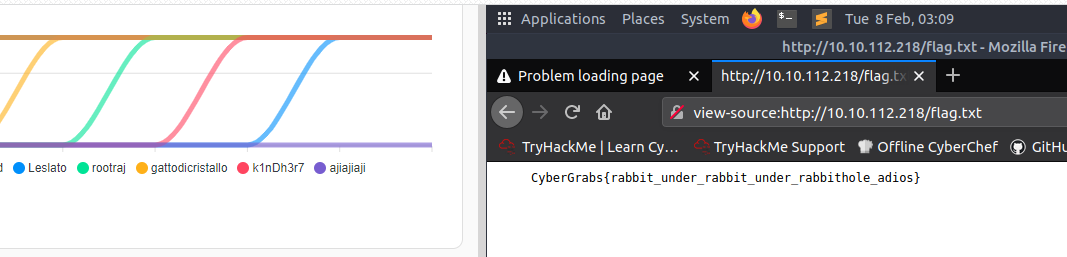 d Leslato rootraj gattodicristallo k1nDh3r7 ajiajiaji
Applications Places System Tue 8 Feb, 03:09
http://10.10.112.218/flag.txt - Mozilla Fire
Problem loading page http://10.10.112.218/flag.tx
view-source:http://10.10.112.218/flag.txt
TryHackMe | Learn Cy… TryHackMe Support Offline CyberChef GitHu
CyberGrabs{rabbit_under_rabbit_under_rabbithole_adios}